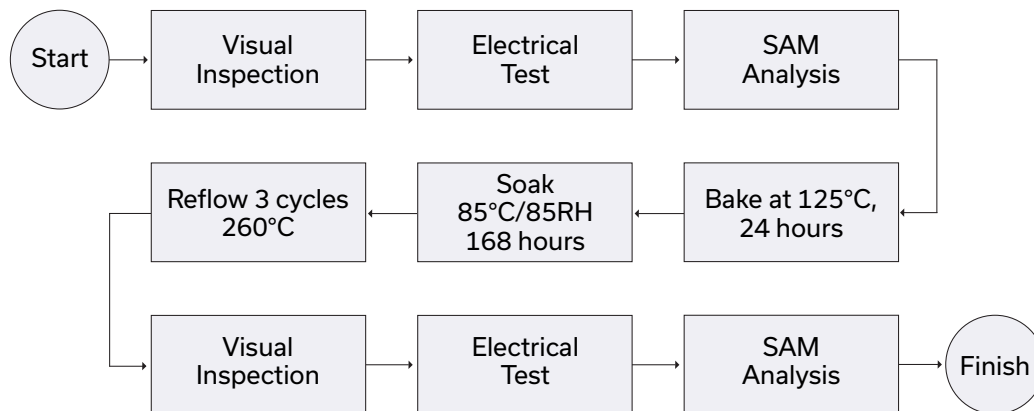 Start
Visual
Inspection
Electrical
Test
SAM
Analysis
Bake at 125°C,
24 hours
Soak
85°C/85RH
168 hours
Reflow 3 cycles
260°C
Visual
Inspection
Electrical
Test
SAM
Analysis
Finish